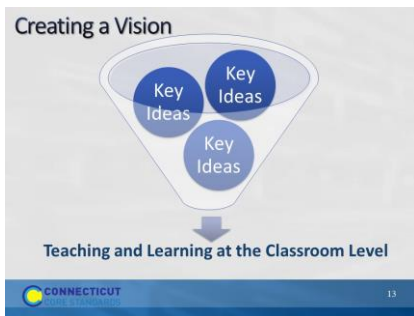 Creating a Vision
Key
Ideas
Key
Ideas
Key
Ideas
Teaching and Learning at the Classroom Level
CONNECTICUT
CORE STANDARDS
13